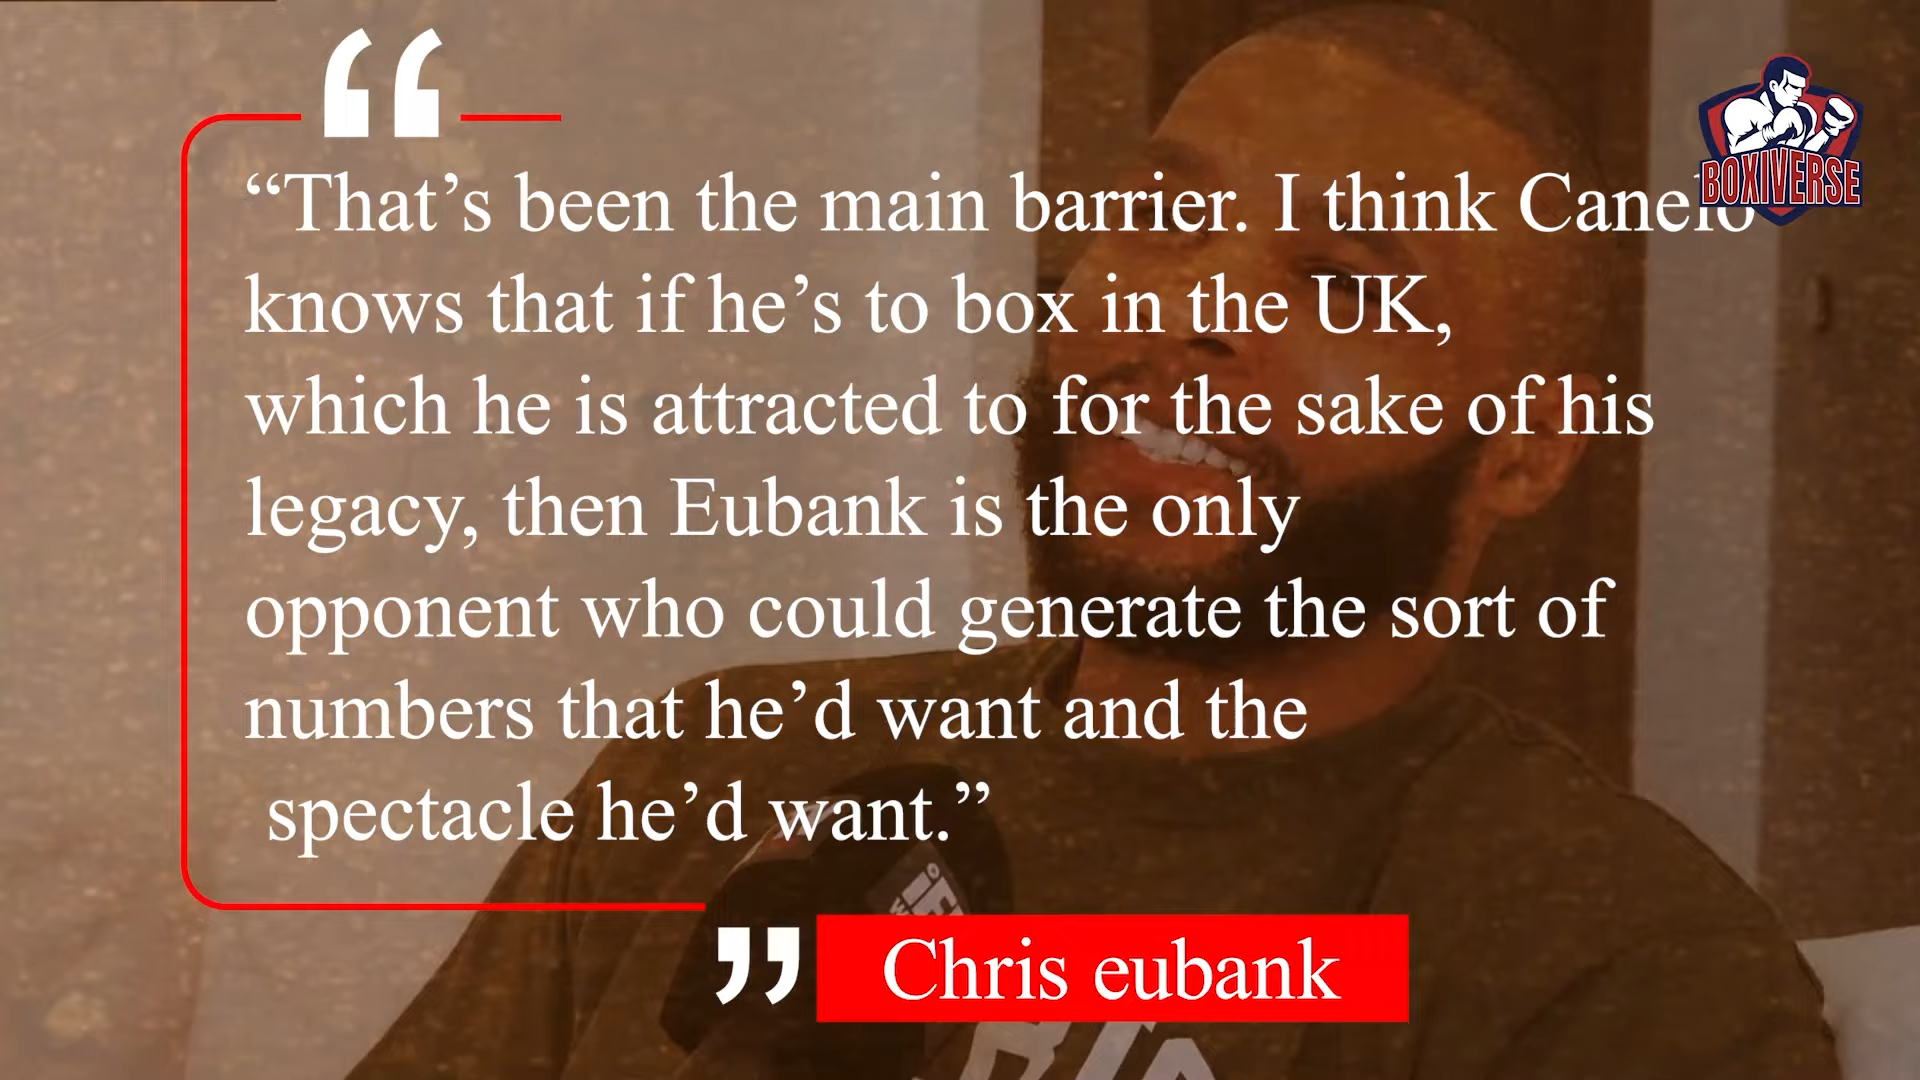 “That’s been the main barrier. I think Canelo
BOXIVERSE
knows that if he’s to box in the UK,
which he is attracted to for the sake of his
legacy, then Eubank is the only
opponent who could generate the sort of
numbers that he’d want and the
spectacle he’d want.”
Chris eubank